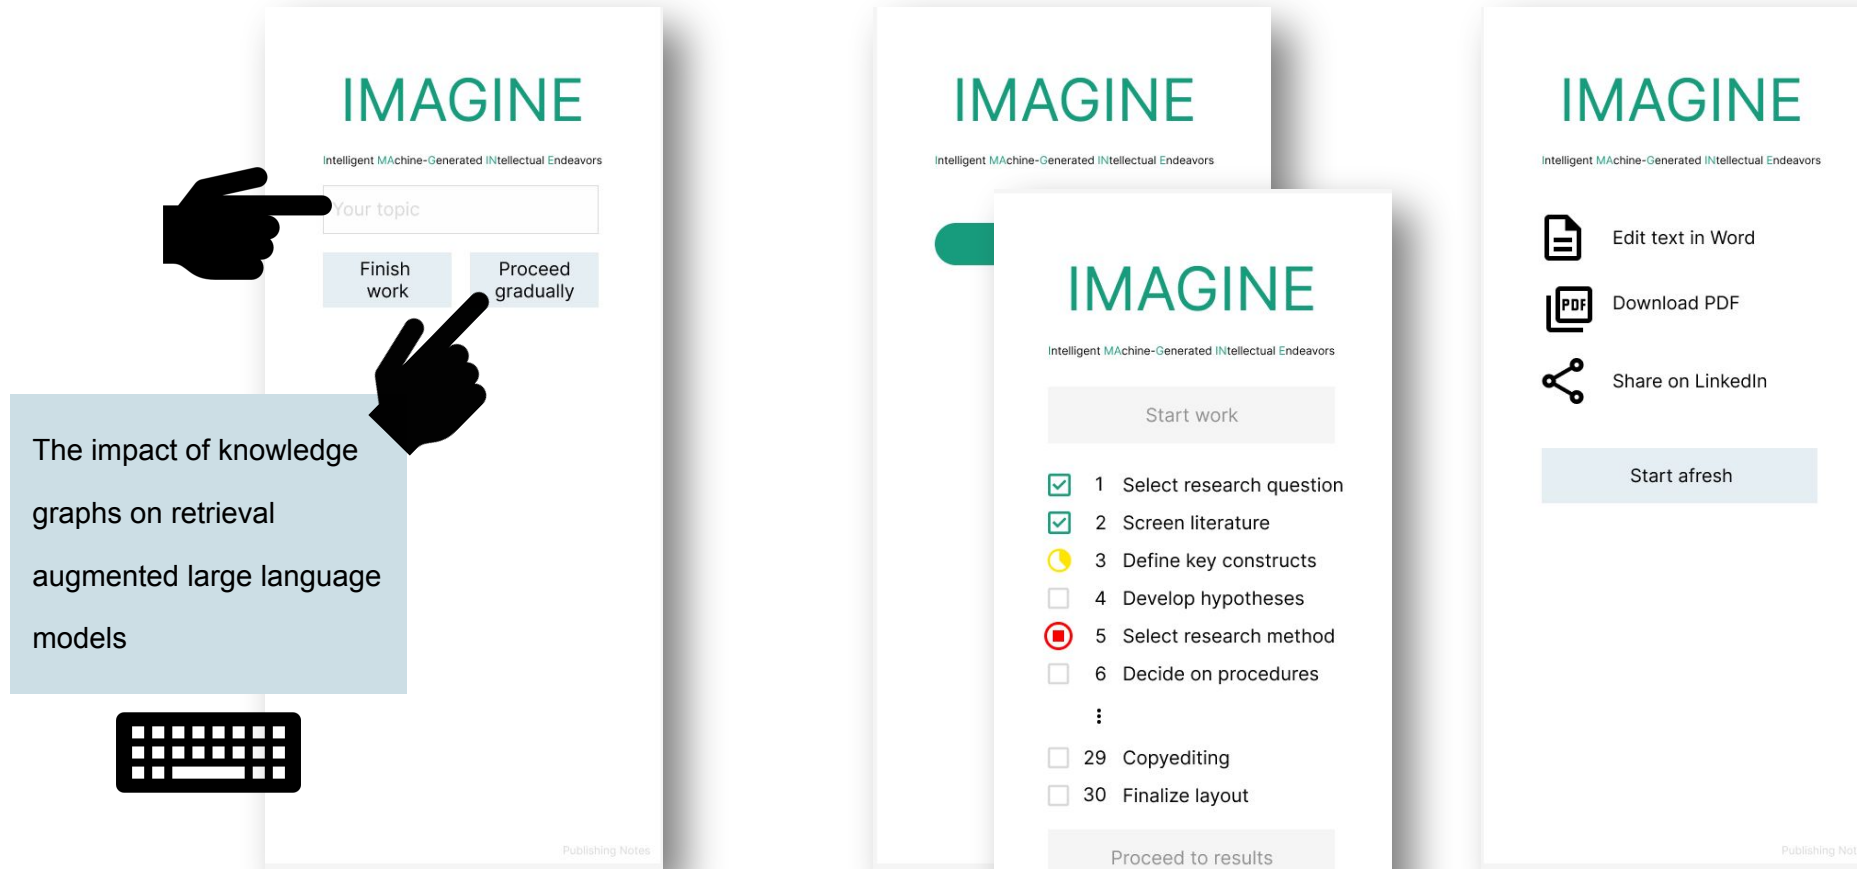 IMAGINE
Intelligent MAchine-Generated INtellectual Endeavors
Your topic
Finish
work
Proceed
gradually
The impact of knowledge
graphs on retrieval
augmented large language
models
Publishing Notes
IMAGINE
Intelligent MAchine-Generated INtellectual Endeavors
IMAGINE
Intelligent MAchine-Generated INtellectual Endeavors
Start work
1 Select research question
2 Screen literature
3 Define key constructs
4 Develop hypotheses
5 Select research method
6 Decide on procedures
⋮
29 Copyediting
30 Finalize layout
Proceed to results
IMAGINE
Intelligent MAchine-Generated INtellectual Endeavors
Edit text in Word
PDF
Download PDF
Share on LinkedIn
Start afresh
Publishing Not